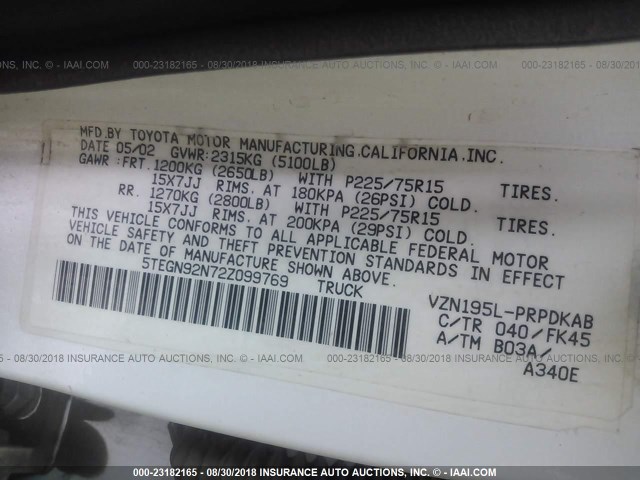 000-23182165 - 08/30/2018 INSURANCE AUTO AUCTIONS, INC. - IAAI.COM
000-23182165 - 08/30/2018 INSURANCE AUTO AUCTIONS
INC. - IAAI.COM
MFD.BY TOYOTA MOTOR MANUFACTURING,CALIFORNIA,INC.
DATE 05/02 GVWR:2315KG (5100LB)
GAWR:FRT.1200KG (2650LB) WITH P225/75R15 TIRES.
15X7JJ RIMS. AT 180KPA (26PSI) COLD.
RR. 1270KG (2800LB) WITH P225/75R15 TIRES.
15X7JJ RIMS. AT 200KPA (29PSI) COLD.
THIS VEHICLE CONFORMS TO ALL APPLICABLE FEDERAL MOTOR
VEHICLE SAFETY AND THEFT PREVENTION STANDARDS IN EFFECT
ON THE DATE OF MANUFACTURE SHOWN ABOVE.
5TEGN92N72Z099769 TRUCK
VZN195L-PRPDKAB
C/TR 040/FK45
A/TM B03A/
A340E
000-23182165 - 08/30/2018 INSURANCE AUTO AUCTIONS, INC. - IAAI.COM
000-23182165 - 08/30/2018 INSURANCE AUTO AUCTIONS, INC. - IAAI.COM